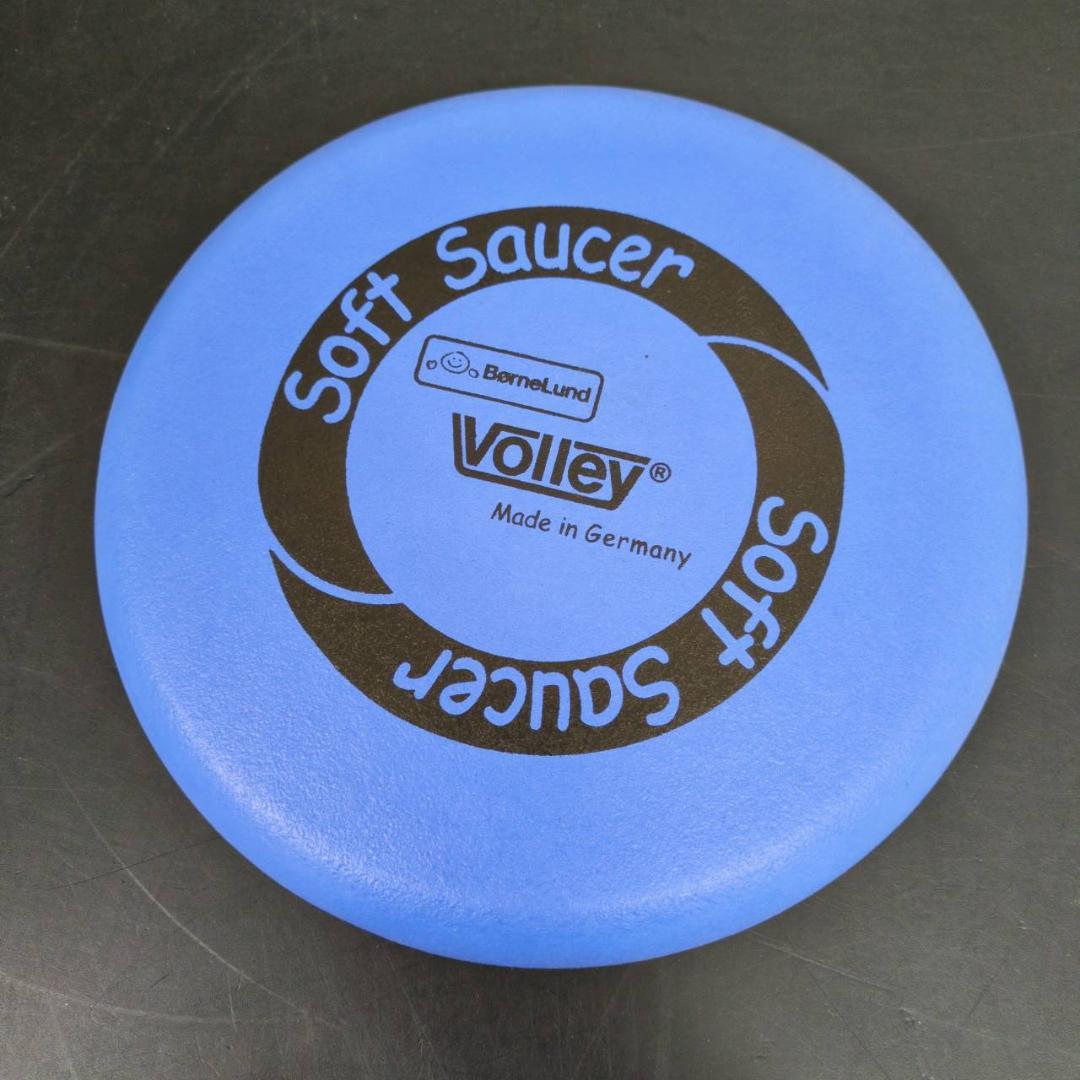 Soft Saucer
BørneLund
Volley®
Made in Germany
Soft Saucer